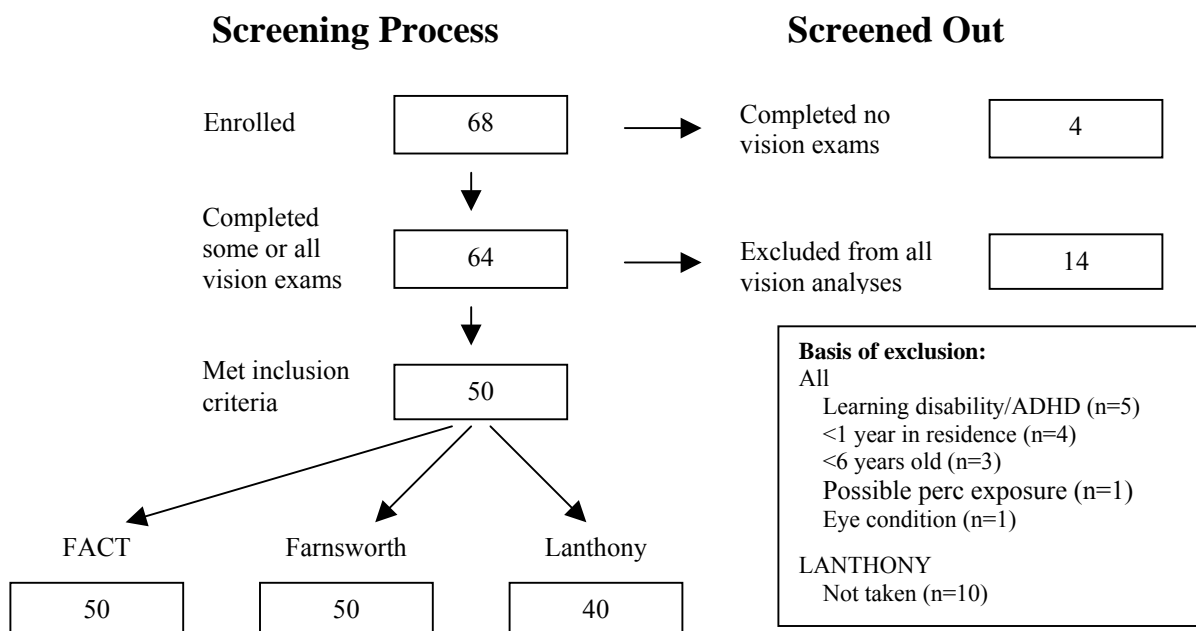 Screening Process
Screened Out
Enrolled
68
Completed no
vision exams
4
Completed
some or all
vision exams
64
Excluded from all
vision analyses
14
Met inclusion
criteria
50
Basis of exclusion:
All
Learning disability/ADHD (n=5)
<1 year in residence (n=4)
<6 years old (n=3)
Possible perc exposure (n=1)
Eye condition (n=1)
LANTHONY
Not taken (n=10)
FACT
Farnsworth
Lanthony
50
50
40